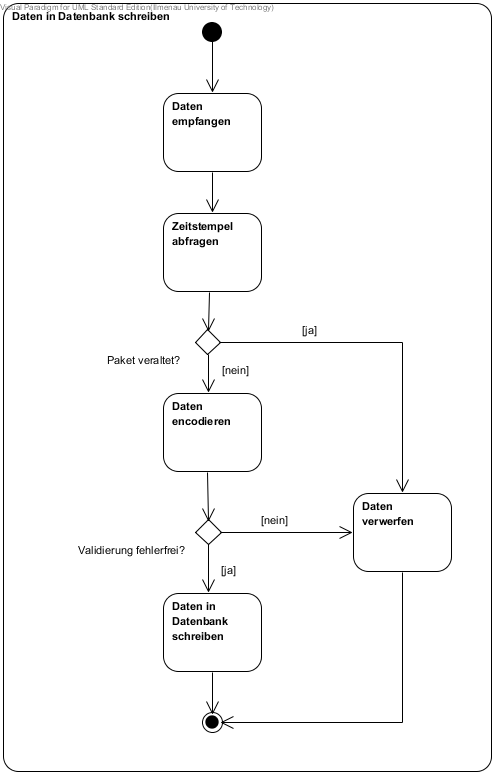 Visual Paradigm for UML Standard Edition(Ilmenau University of Technology)
Daten in Datenbank schreiben
Daten
empfangen
Zeitstempel
abfragen
[ja]
Paket veraltet?
[nein]
Daten
encodieren
Daten
verwerfen
[nein]
Validierung fehlerfrei?
[ja]
Daten in
Datenbank
schreiben